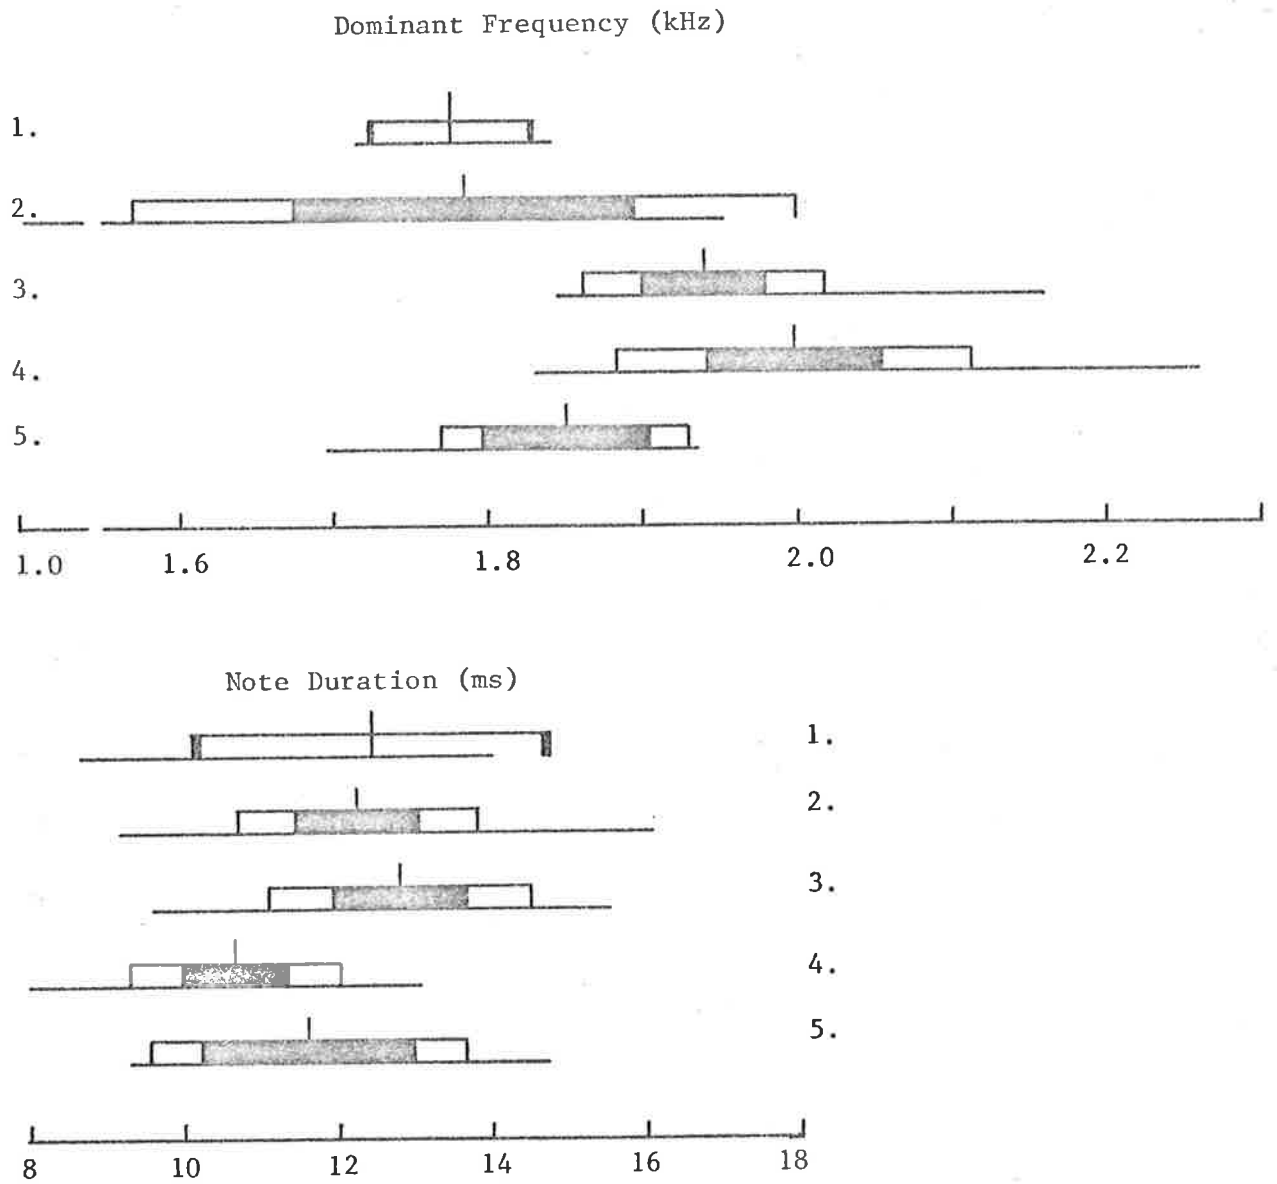 Dominant Frequency (kHz)
1.
2.
3.
4.
5.
1.0 1.6 1.8 2.0 2.2
Note Duration (ms)
1.
2.
3.
4.
5.
8 10 12 14 16 18